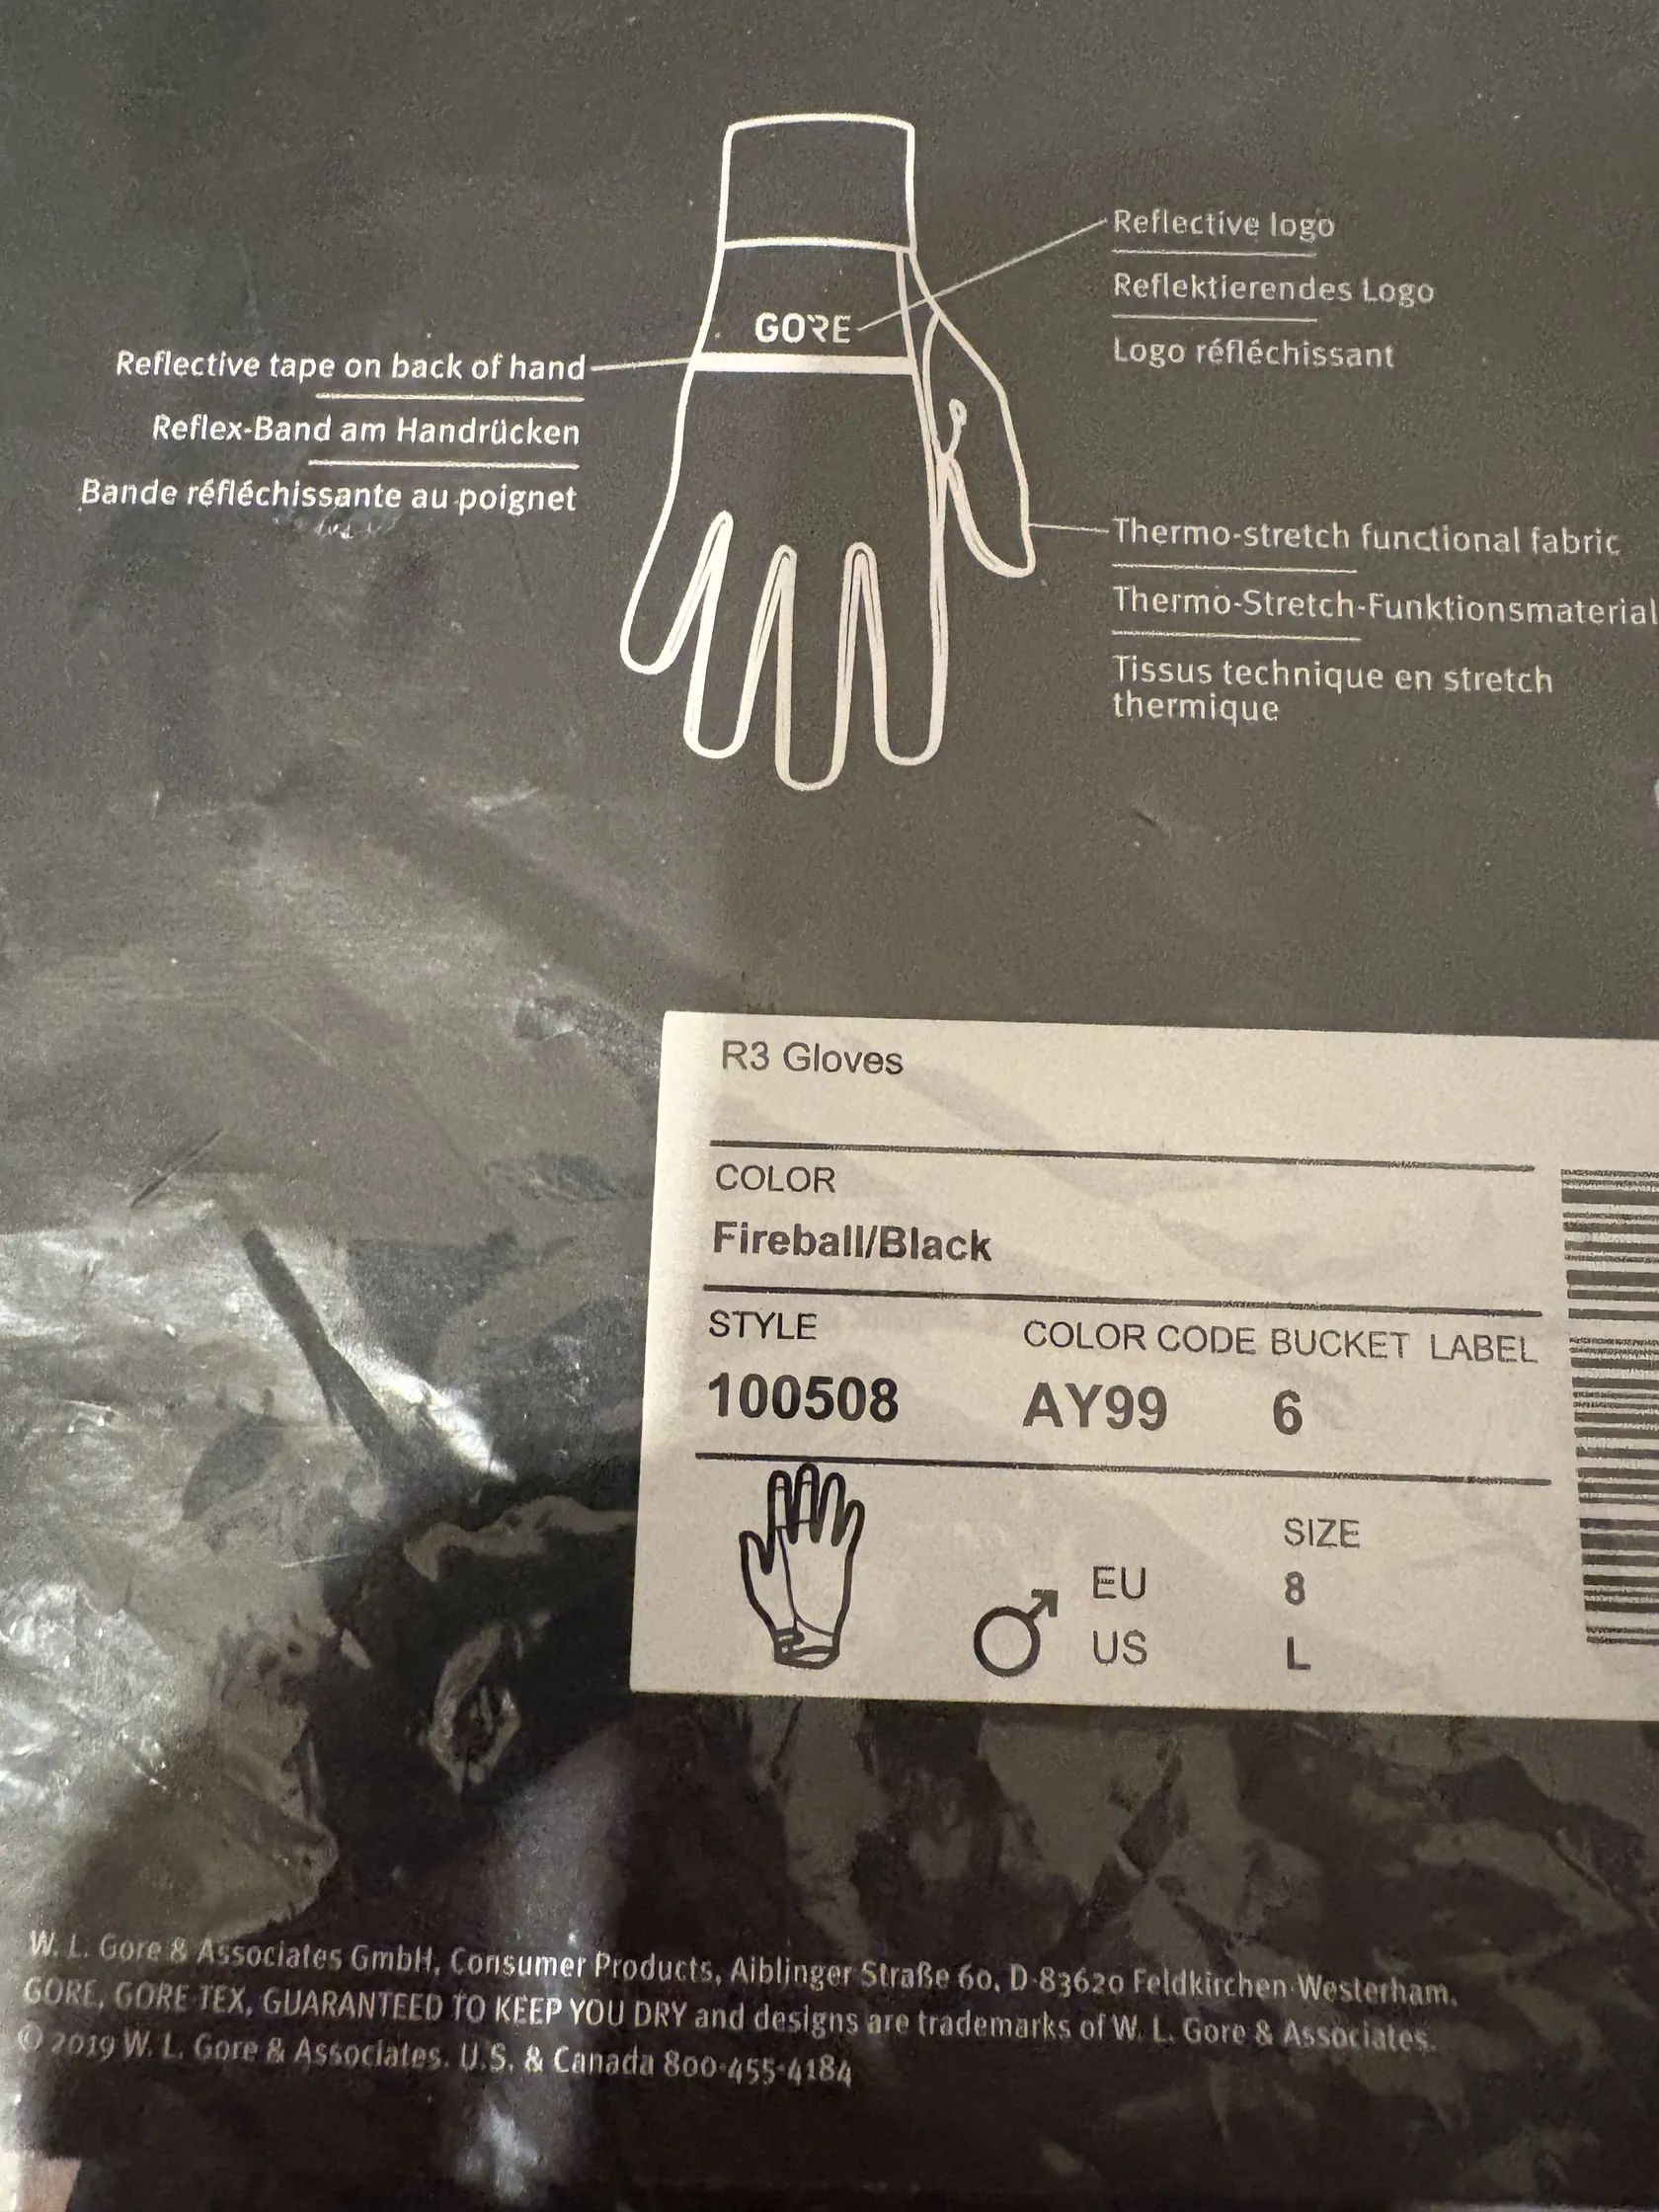 Reflective logo
Reflektierendes Logo
Logo réfléchissant
GORE
Reflective tape on back of hand
Reflex-Band am Handrücken
Bande réfléchissante au poignet
Thermo-stretch functional fabric
Thermo-Stretch-Funktionsmaterial
Tissus technique en stretch
thermique
R3 Gloves
COLOR
Fireball/Black
STYLE COLOR CODE BUCKET LABEL
100508 AY99 6
SIZE
EU 8
US L
W. L. Gore & Associates GmbH, Consumer Products, Aiblinger Straße 60, D-83620 Feldkirchen-Westerham.
GORE, GORE-TEX, GUARANTEED TO KEEP YOU DRY and designs are trademarks of W. L. Gore & Associates.
© 2019 W. L. Gore & Associates. U.S. & Canada 800-455-4184